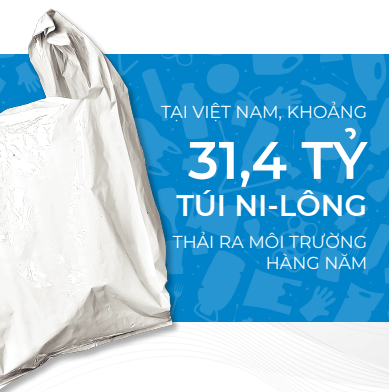 TẠI VIỆT NAM, KHOẢNG
31,4 TỶ
TÚI NI-LÔNG
THẢI RA MÔI TRƯỜNG
HÀNG NĂM